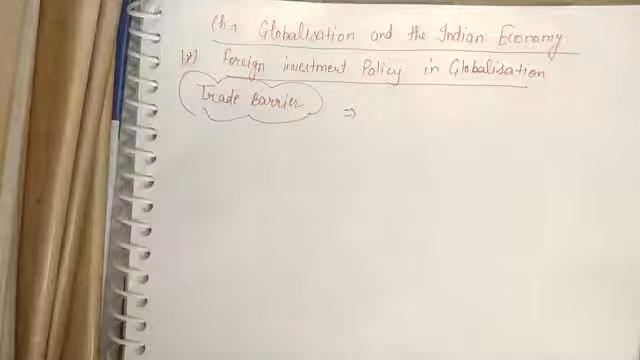 Ch → Globalisation and the Indian Economy
Foreign investment Policy in Globalisation
Trade Barrier ⇒